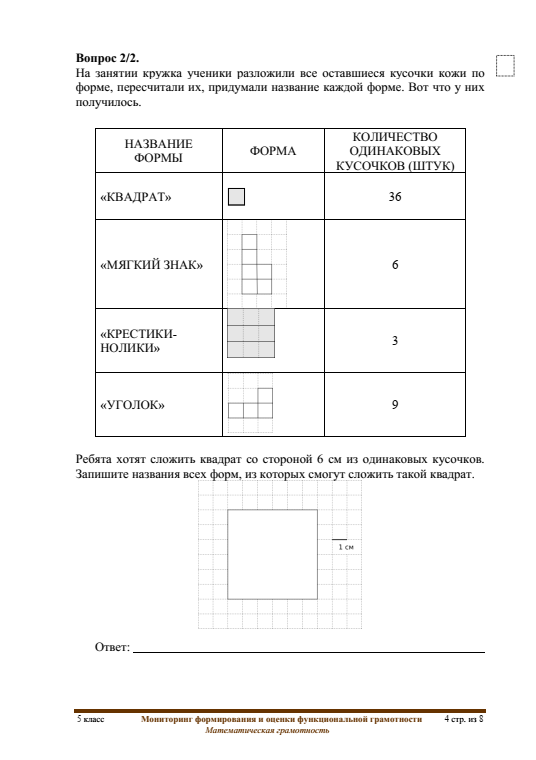 Вопрос 2/2.
На занятии кружка ученики разложили все оставшиеся кусочки кожи по
форме, пересчитали их, придумали название каждой форме. Вот что у них
получилось.
НАЗВАНИЕ
ФОРМЫ
ФОРМА
КОЛИЧЕСТВО
ОДИНАКОВЫХ
КУСОЧКОВ (ШТУК)
«КВАДРАТ»
36
«МЯГКИЙ ЗНАК»
6
«КРЕСТИКИ-
НОЛИКИ»
3
«УГОЛОК»
9
Ребята хотят сложить квадрат со стороной 6 см из одинаковых кусочков.
Запишите названия всех форм, из которых смогут сложить такой квадрат.
1 см
Ответ:
5 класс Мониторинг формирования и оценки функциональной грамотности 4 стр. из 8
Математическая грамотность